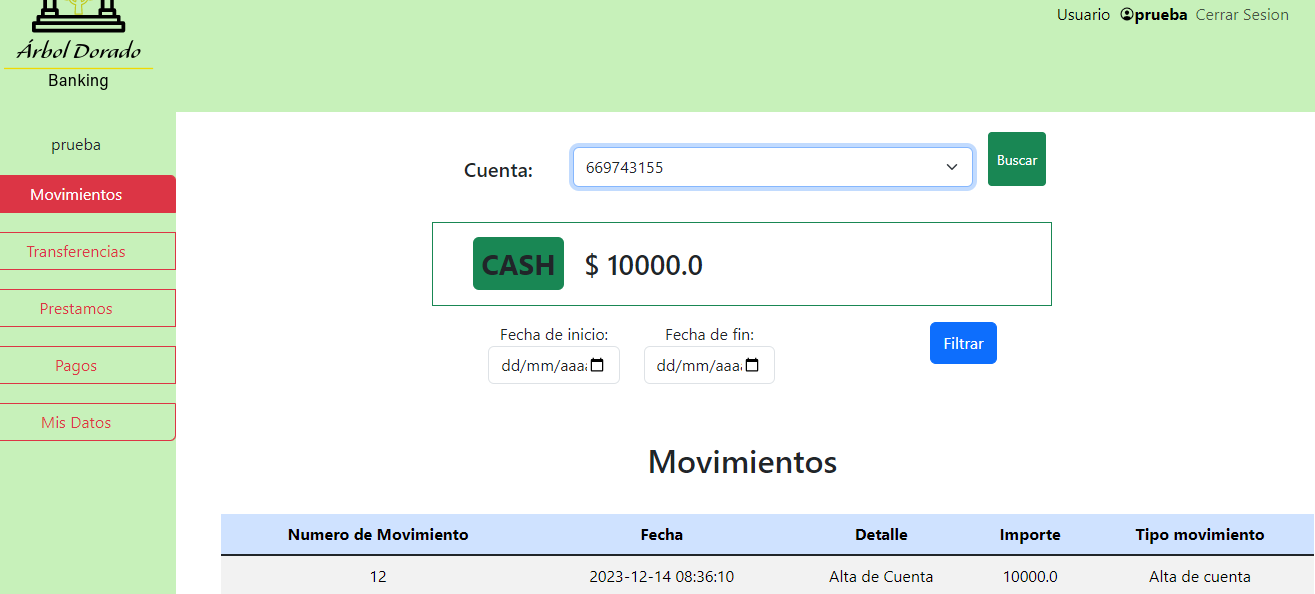 Usuario prueba Cerrar Sesion
Árbol Dorado
Banking
prueba
Movimientos
Transferencias
Prestamos
Pagos
Mis Datos
Cuenta: 669743155 Buscar
CASH $ 10000.0
Fecha de inicio: Fecha de fin: Filtrar
dd/mm/aaaa dd/mm/aaaa
Movimientos
Numero de Movimiento Fecha Detalle Importe Tipo movimiento
12 2023-12-14 08:36:10 Alta de Cuenta 10000.0 Alta de cuenta